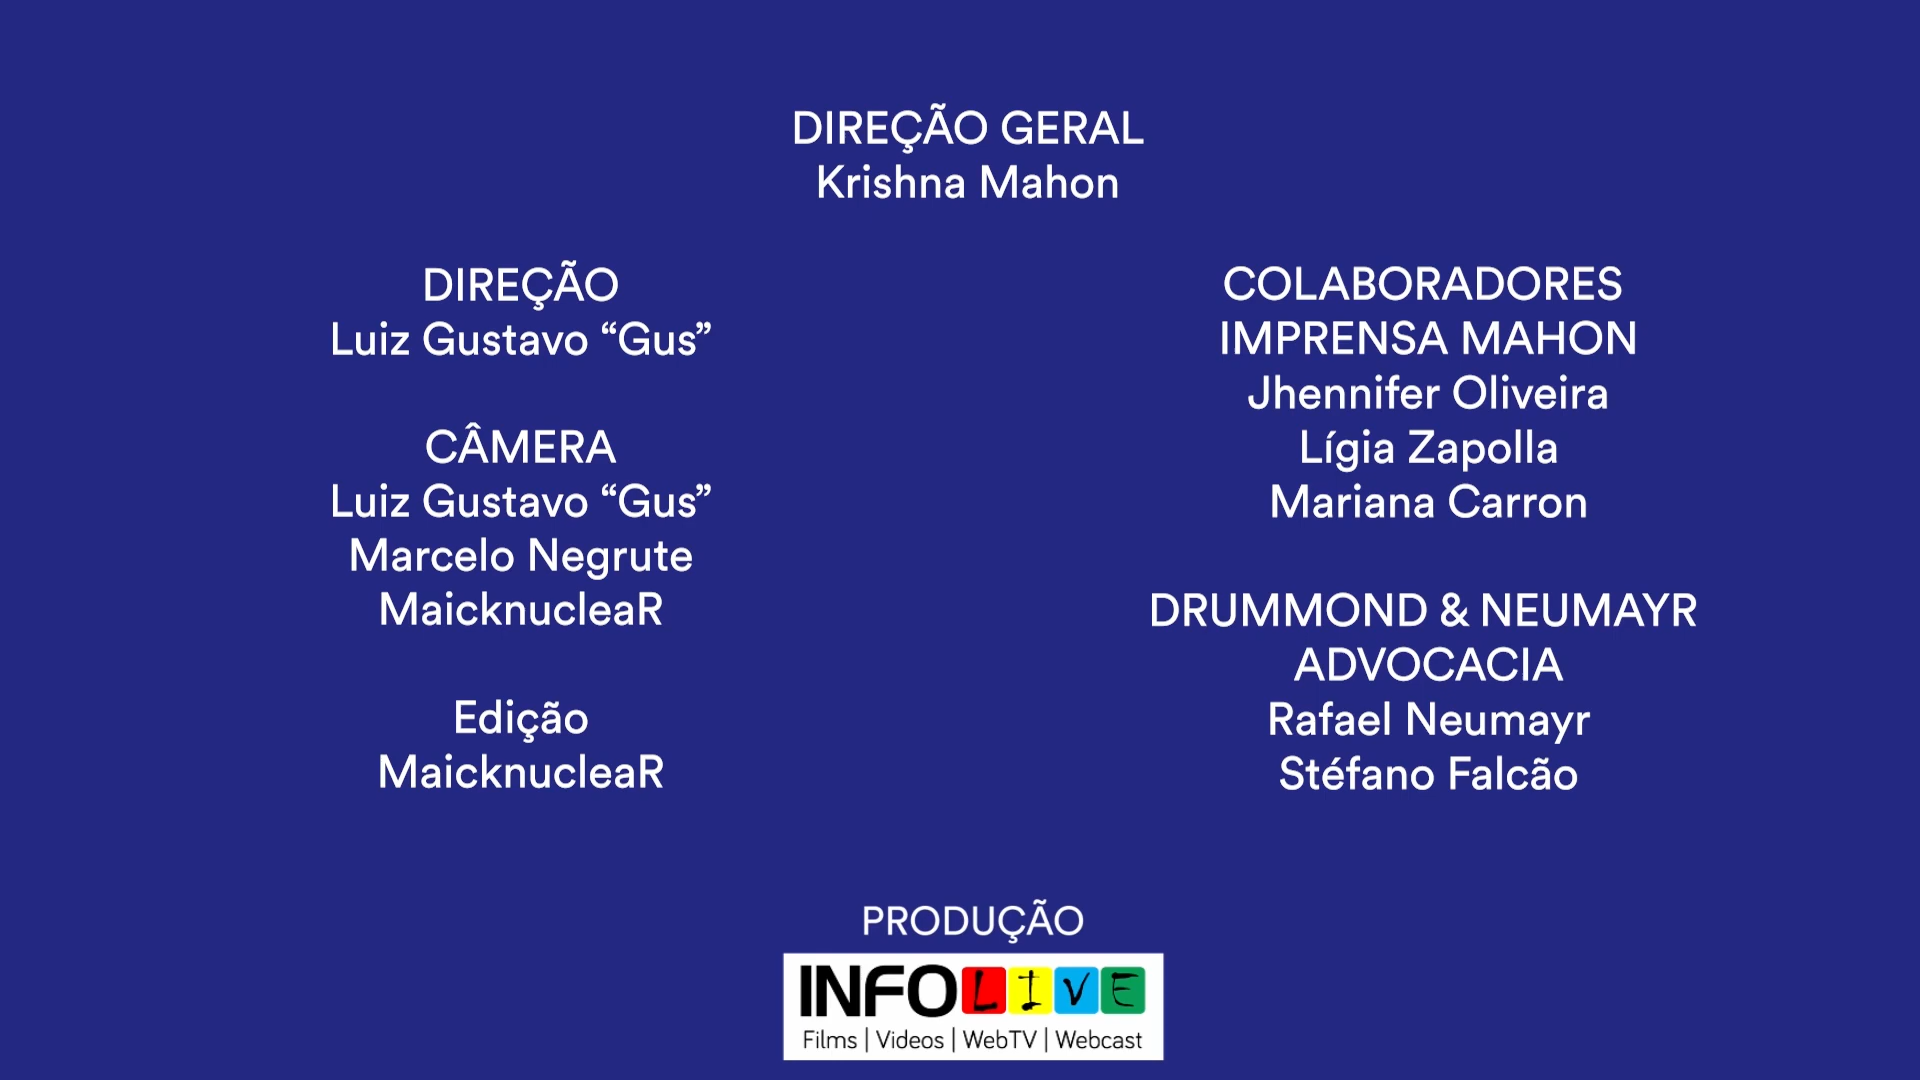 DIREÇÃO GERAL
Krishna Mahon
DIREÇÃO
Luiz Gustavo “Gus”
CÂMERA
Luiz Gustavo “Gus”
Marcelo Negrute
MaicknucleaR
Edição
MaicknucleaR
COLABORADORES
IMPRENSA MAHON
Jhennifer Oliveira
Lígia Zapolla
Mariana Carron
DRUMMOND & NEUMAYR
ADVOCACIA
Rafael Neumayr
Stéfano Falcão
PRODUÇÃO
INFOLIVE
Films | Videos | WebTV | Webcast